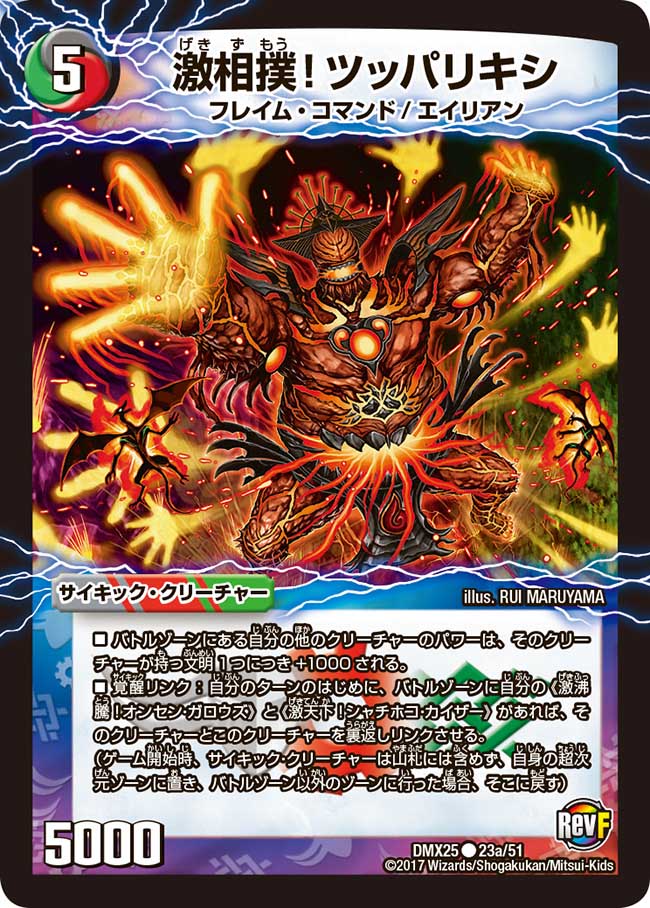 5
激相撲!ツッパリキシ
げきずもう
フレイム・コマンド/エイリアン
サイキック・クリーチャー
illus. RUI MARUYAMA
■バトルゾーンにある自分の他のクリーチャーのパワーは、そのクリー
チャーが持つ文明1つにつき+1000される。
■覚醒リンク:自分のターンのはじめに、バトルゾーンに自分の《激沸
騰!オンセン・ガロウズ》と《激天下!シャチホコ・カイザー》があれば、そ
のクリーチャーとこのクリーチャーを裏返しリンクさせる。
(ゲーム開始時、サイキック・クリーチャーは山札には含めず、自身の超次
元ゾーンに置き、バトルゾーン以外のゾーンに行った場合、そこに戻す)
5000
RevF
DMX25 ● 23a/51
©2017 Wizards/Shogakukan/Mitsui-Kids